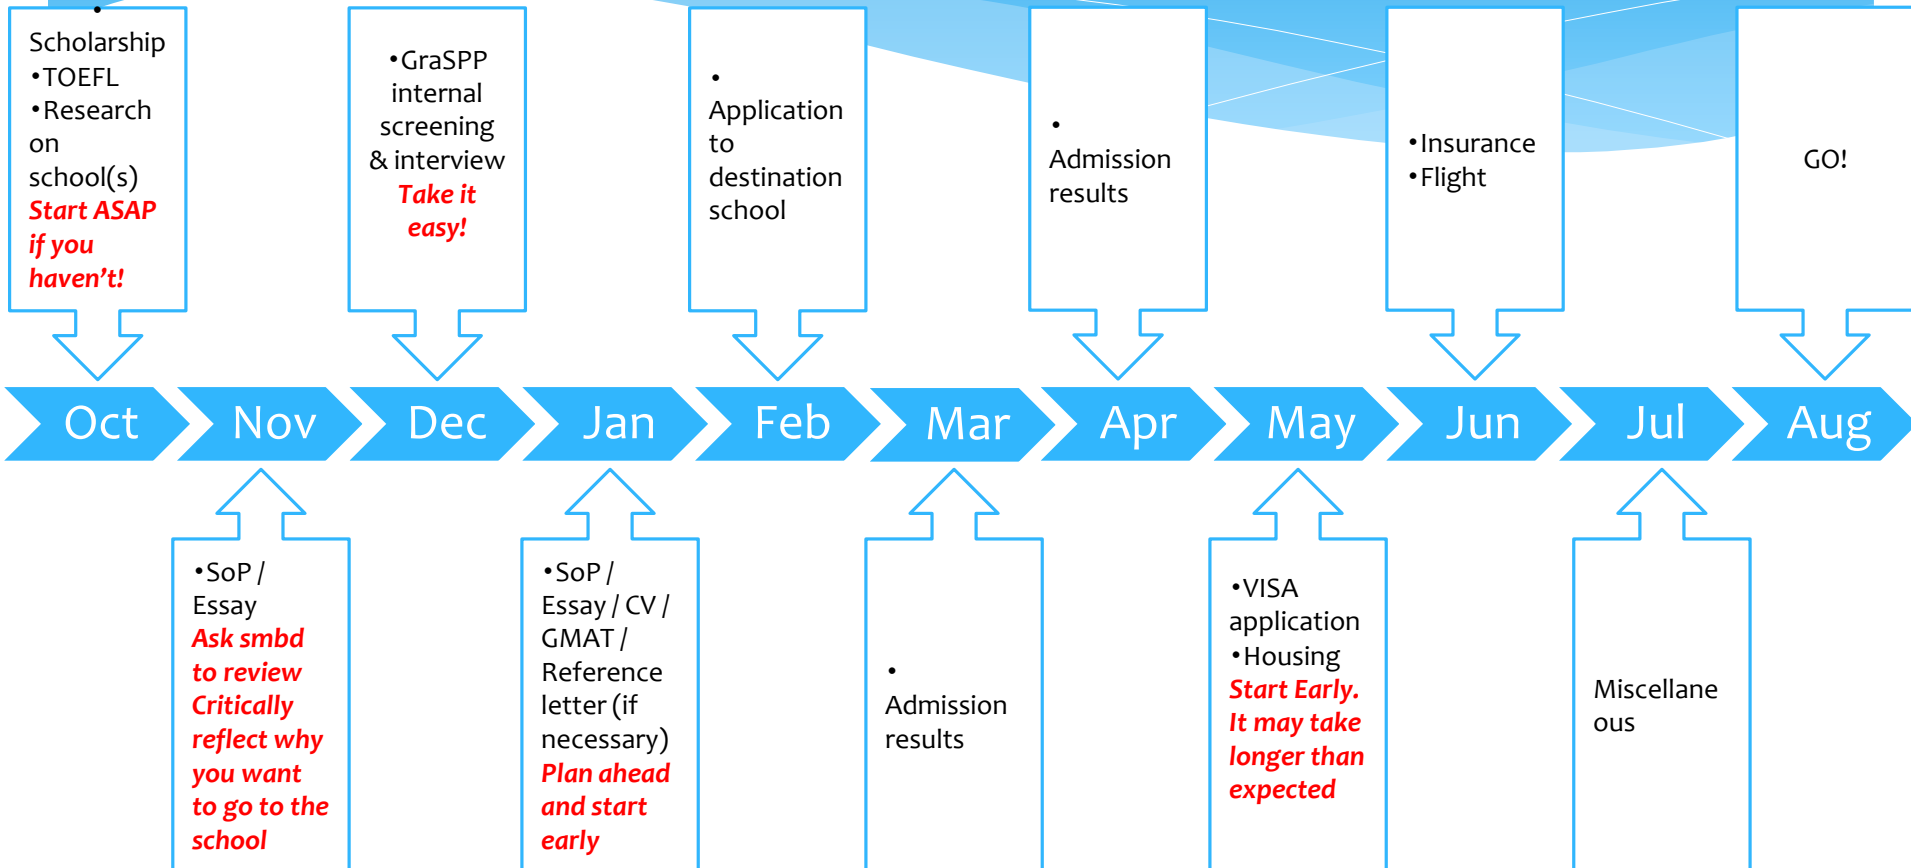 •
Scholarship
•TOEFL
•Research
on
school(s)
Start ASAP
if you
haven't!
•GraSPP
internal
screening
& interview
Take it
easy!
•
Application
to
destination
school
•
Admission
results
•Insurance
•Flight
GO!
Oct
Nov
Dec
Jan
Feb
Mar
Apr
May
Jun
Jul
Aug
•SoP /
Essay
Ask smbd
to review
Critically
reflect why
you want
to go to the
school
•SoP /
Essay / CV /
GMAT /
Reference
letter (if
necessary)
Plan ahead
and start
early
•
Admission
results
•VISA
application
•Housing
Start Early.
It may take
longer than
expected
Miscellane
ous